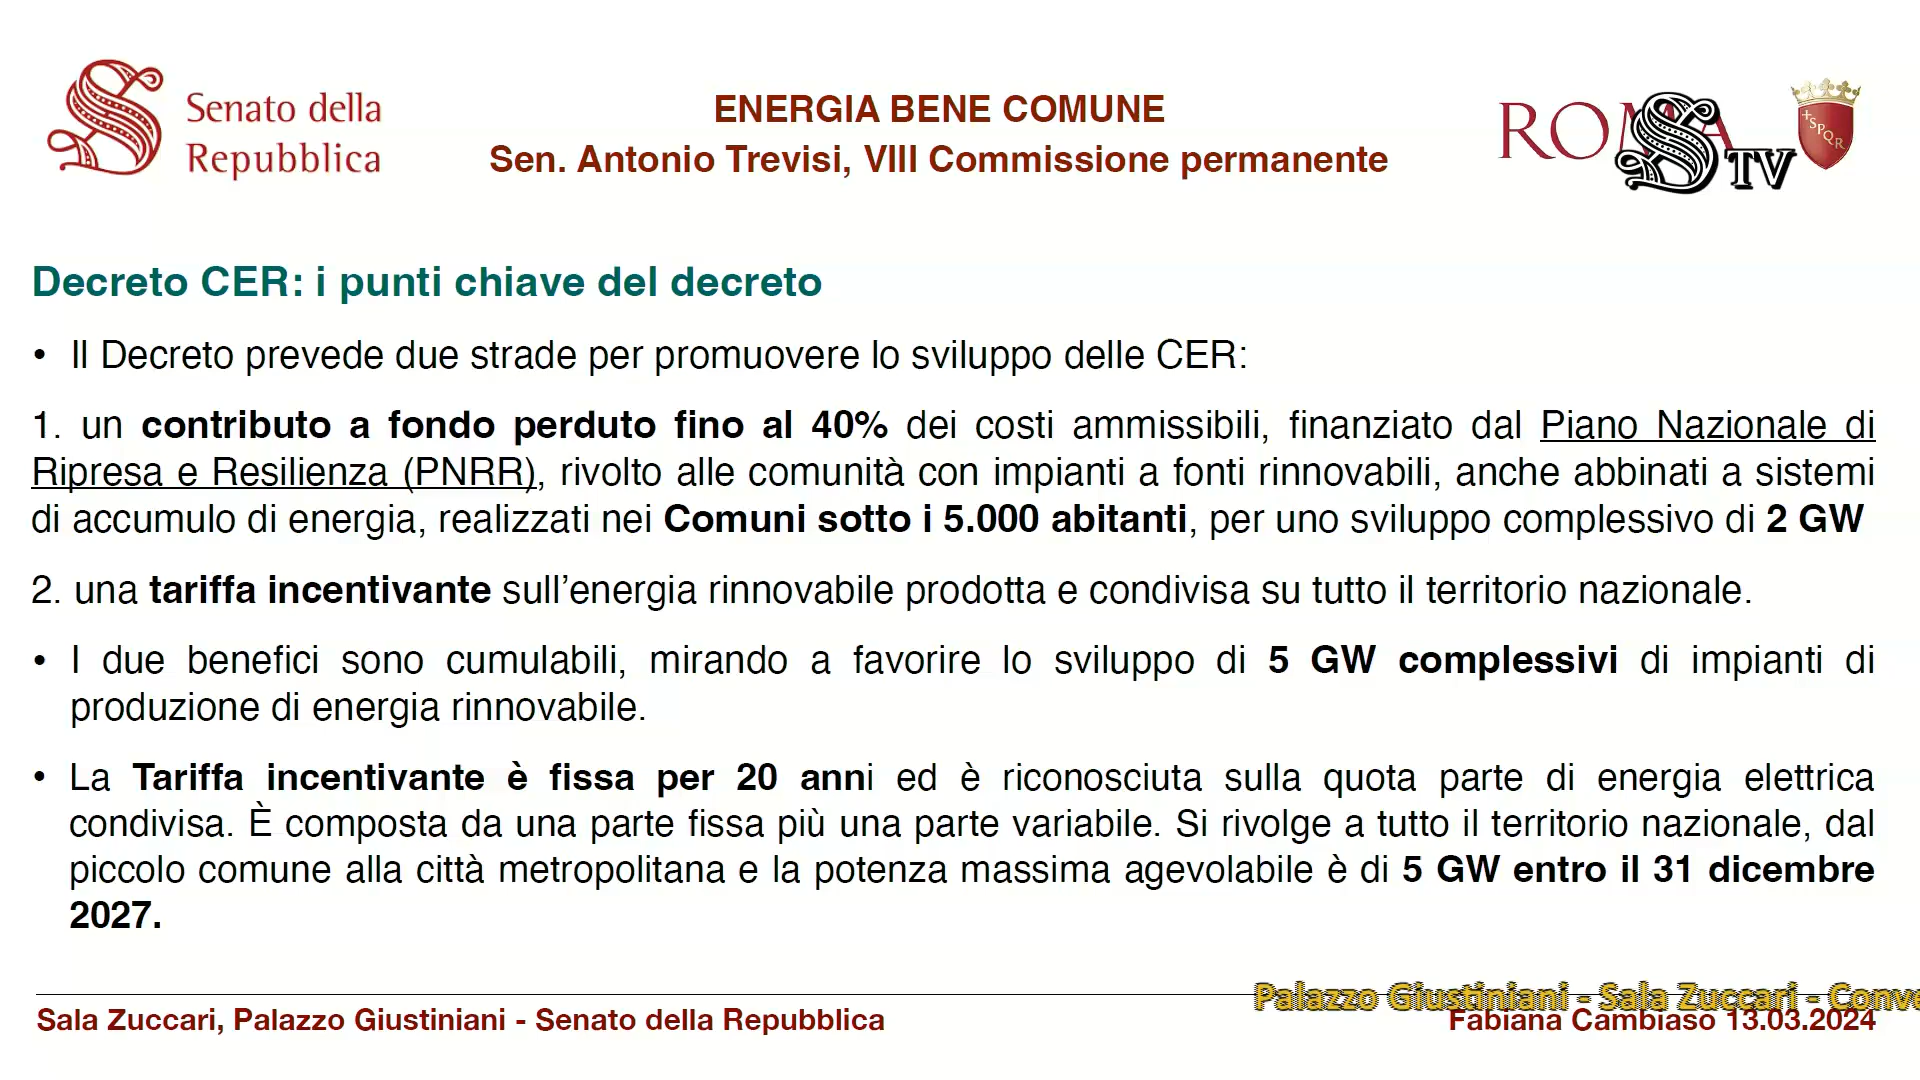 Senato della
Repubblica
ENERGIA BENE COMUNE
Sen. Antonio Trevisi, VIII Commissione permanente
ROMA
SPQR
TV
Decreto CER: i punti chiave del decreto
• Il Decreto prevede due strade per promuovere lo sviluppo delle CER:
1. un contributo a fondo perduto fino al 40% dei costi ammissibili, finanziato dal Piano Nazionale di
Ripresa e Resilienza (PNRR), rivolto alle comunità con impianti a fonti rinnovabili, anche abbinati a sistemi
di accumulo di energia, realizzati nei Comuni sotto i 5.000 abitanti, per uno sviluppo complessivo di 2 GW
2. una tariffa incentivante sull’energia rinnovabile prodotta e condivisa su tutto il territorio nazionale.
• I due benefici sono cumulabili, mirando a favorire lo sviluppo di 5 GW complessivi di impianti di
produzione di energia rinnovabile.
• La Tariffa incentivante è fissa per 20 anni ed è riconosciuta sulla quota parte di energia elettrica
condivisa. È composta da una parte fissa più una parte variabile. Si rivolge a tutto il territorio nazionale, dal
piccolo comune alla città metropolitana e la potenza massima agevolabile è di 5 GW entro il 31 dicembre
2027.
Palazzo Giustiniani - Sala Zuccari - Conve
Sala Zuccari, Palazzo Giustiniani - Senato della Repubblica
Fabiana Cambiaso 13.03.2024